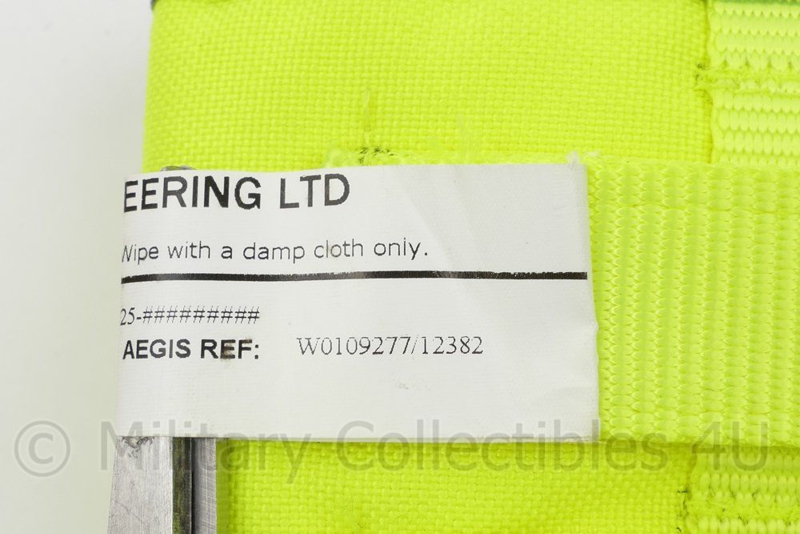 EERING LTD
Wipe with a damp cloth only.
25-#########
AEGIS REF: W0109277/12382
© Military-Collectibles 4U